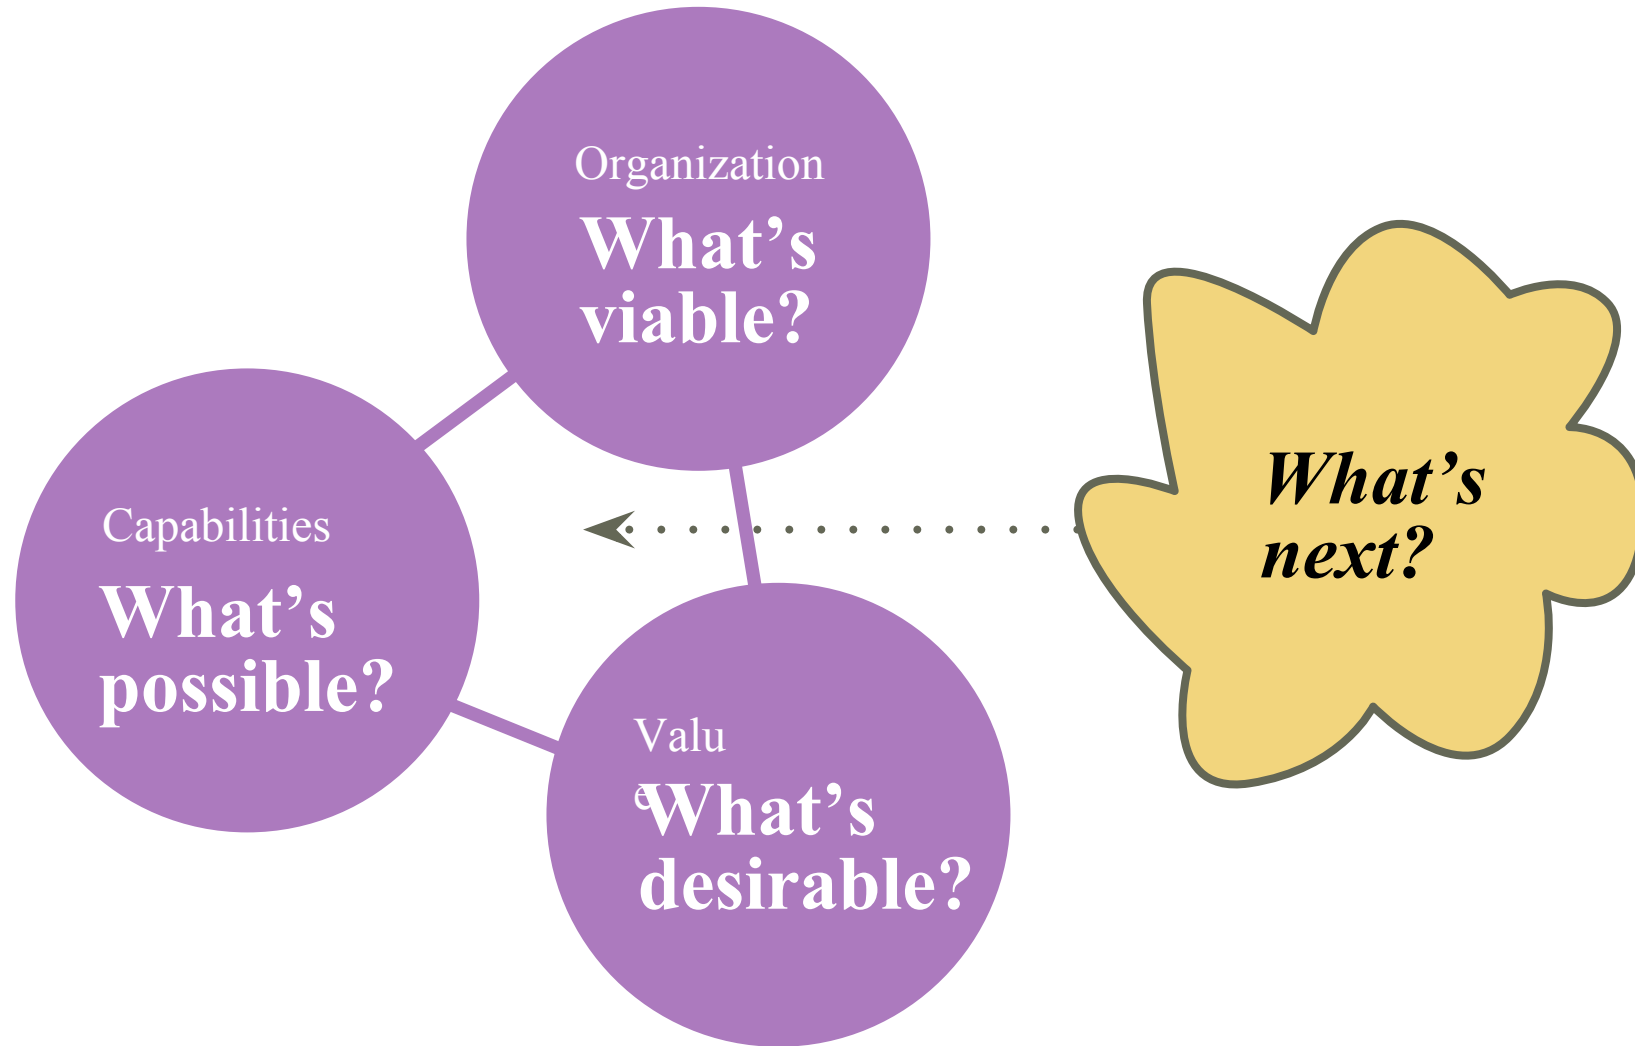 Organization
What’s
viable?
Capabilities
What’s
possible?
Valu
e
What’s
desirable?
What’s
next?